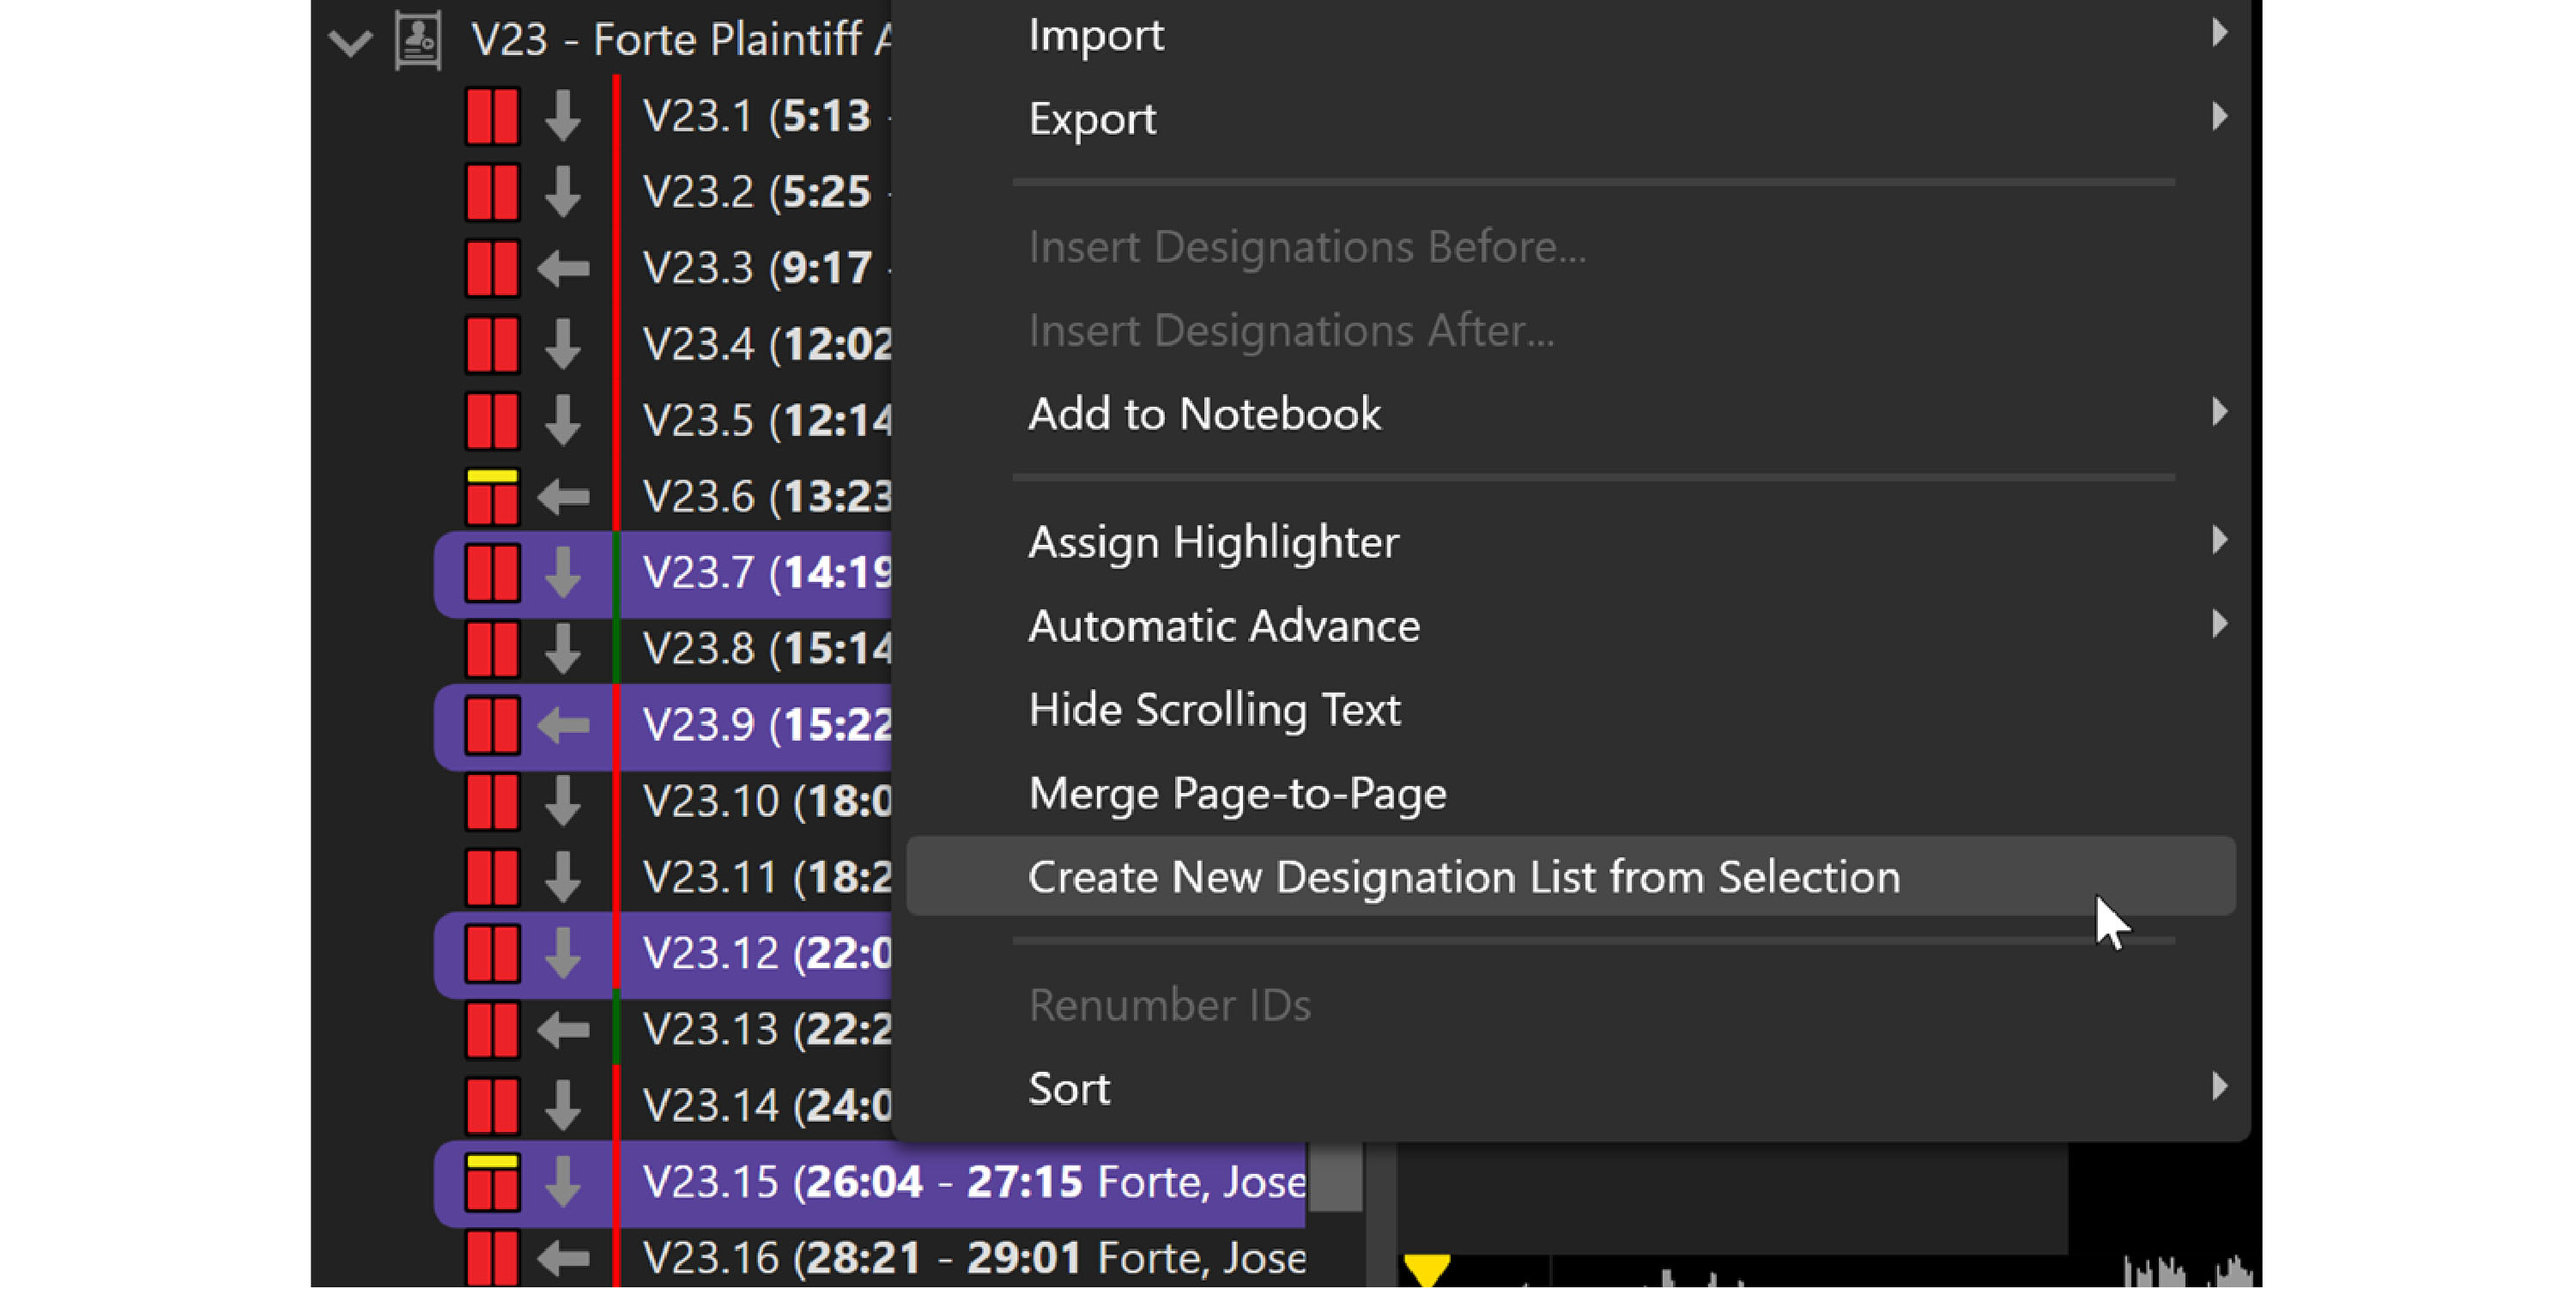 V23 - Forte Plaintiff A
V23.1 (5:13 -
V23.2 (5:25 -
V23.3 (9:17 -
V23.4 (12:02
V23.5 (12:14
V23.6 (13:23
V23.7 (14:19
V23.8 (15:14
V23.9 (15:22
V23.10 (18:0
V23.11 (18:2
V23.12 (22:0
V23.13 (22:2
V23.14 (24:0
V23.15 (26:04 - 27:15 Forte, Jose
V23.16 (28:21 - 29:01 Forte, Jose
Import
Export
Insert Designations Before...
Insert Designations After...
Add to Notebook
Assign Highlighter
Automatic Advance
Hide Scrolling Text
Merge Page-to-Page
Create New Designation List from Selection
Renumber IDs
Sort